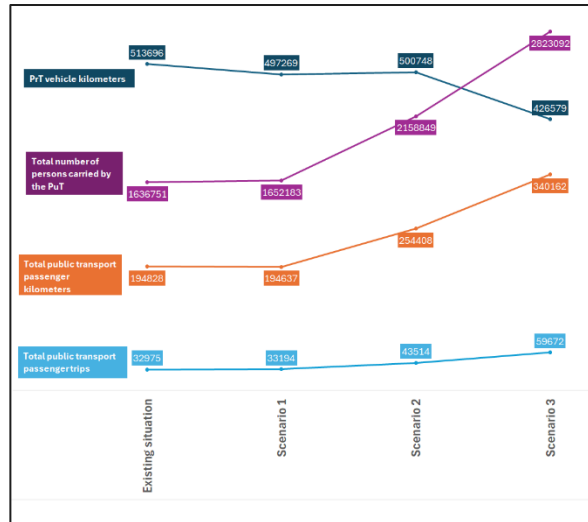 513696
497269
500748
2823092
PrT vehicle kilometers
426579
2158849
Total number of
persons carried by
the PuT
1636751
1652183
340162
254408
Total public transport
passenger
kilometers
194828
194637
59672
43514
Total public transport
passengertrips
32975
33194
Existing situation
Scenario 1
Scenario 2
Scenario 3